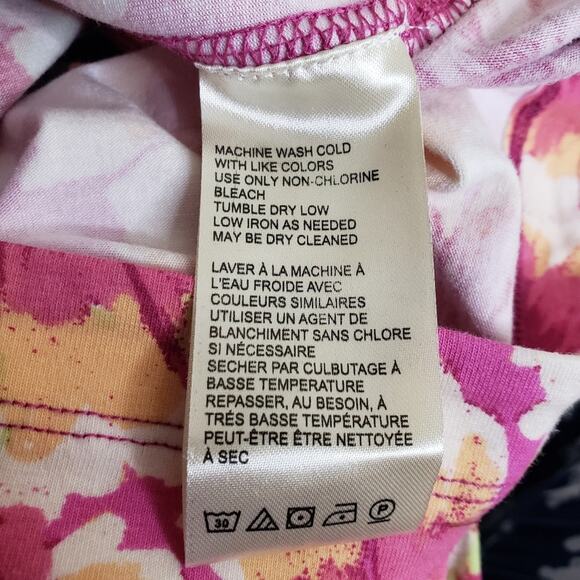 MACHINE WASH COLD
WITH LIKE COLORS
USE ONLY NON-CHLORINE
BLEACH
TUMBLE DRY LOW
LOW IRON AS NEEDED
MAY BE DRY CLEANED
LAVER À LA MACHINE À
L'EAU FROIDE AVEC
COULEURS SIMILAIRES
UTILISER UN AGENT DE
BLANCHIMENT SANS CHLORE
SI NÉCESSAIRE
SECHER PAR CULBUTAGE À
BASSE TEMPÉRATURE
REPASSER, AU BESOIN, À
TRÉS BASSE TEMPÉRATURE
PEUT-ÊTRE ÊTRE NETTOYÉE
À SEC
30 P